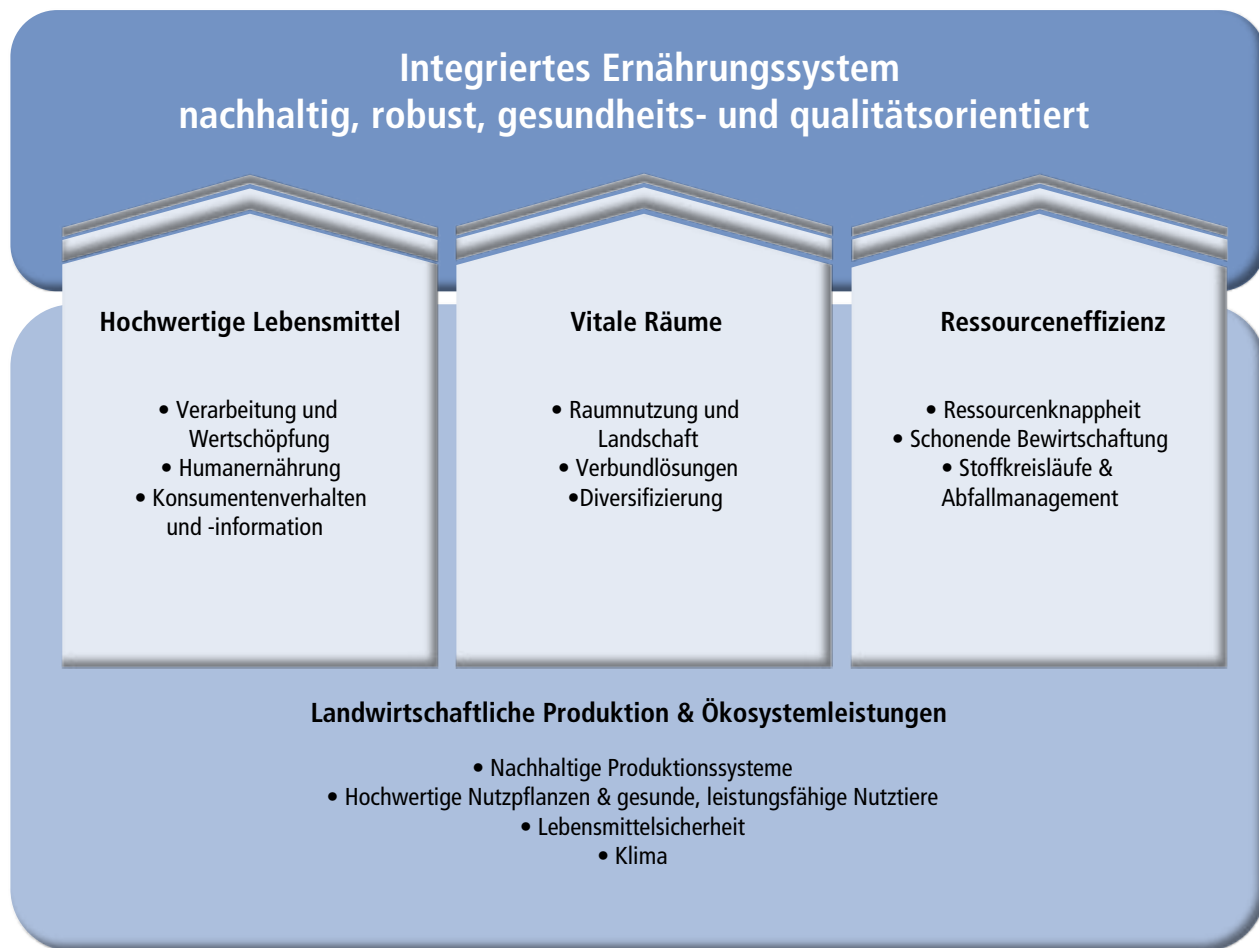 Integriertes Ernährungssystem
nachhaltig, robust, gesundheits- und qualitätsorientiert
Hochwertige Lebensmittel
• Verarbeitung und
Wertschöpfung
• Humanernährung
• Konsumentenverhalten
und -information
Vitale Räume
• Raumnutzung und
Landschaft
• Verbundlösungen
•Diversifizierung
Ressourceneffizienz
• Ressourcenknappheit
• Schonende Bewirtschaftung
• Stoffkreisläufe &
Abfallmanagement
Landwirtschaftliche Produktion & Ökosystemleistungen
• Nachhaltige Produktionssysteme
• Hochwertige Nutzpflanzen & gesunde, leistungsfähige Nutztiere
• Lebensmittelsicherheit
• Klima